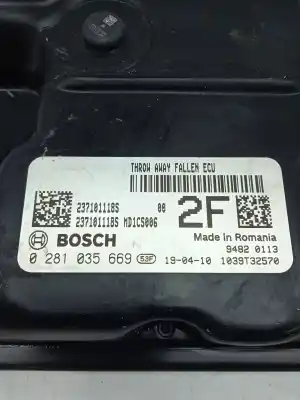 THROW AWAY FALLEN ECU
237101118S 00
237101118S MD1CS006
2F
BOSCH
Made in Romania
9482 0113
0 281 035 669 53F 19-04-10 1039T32570